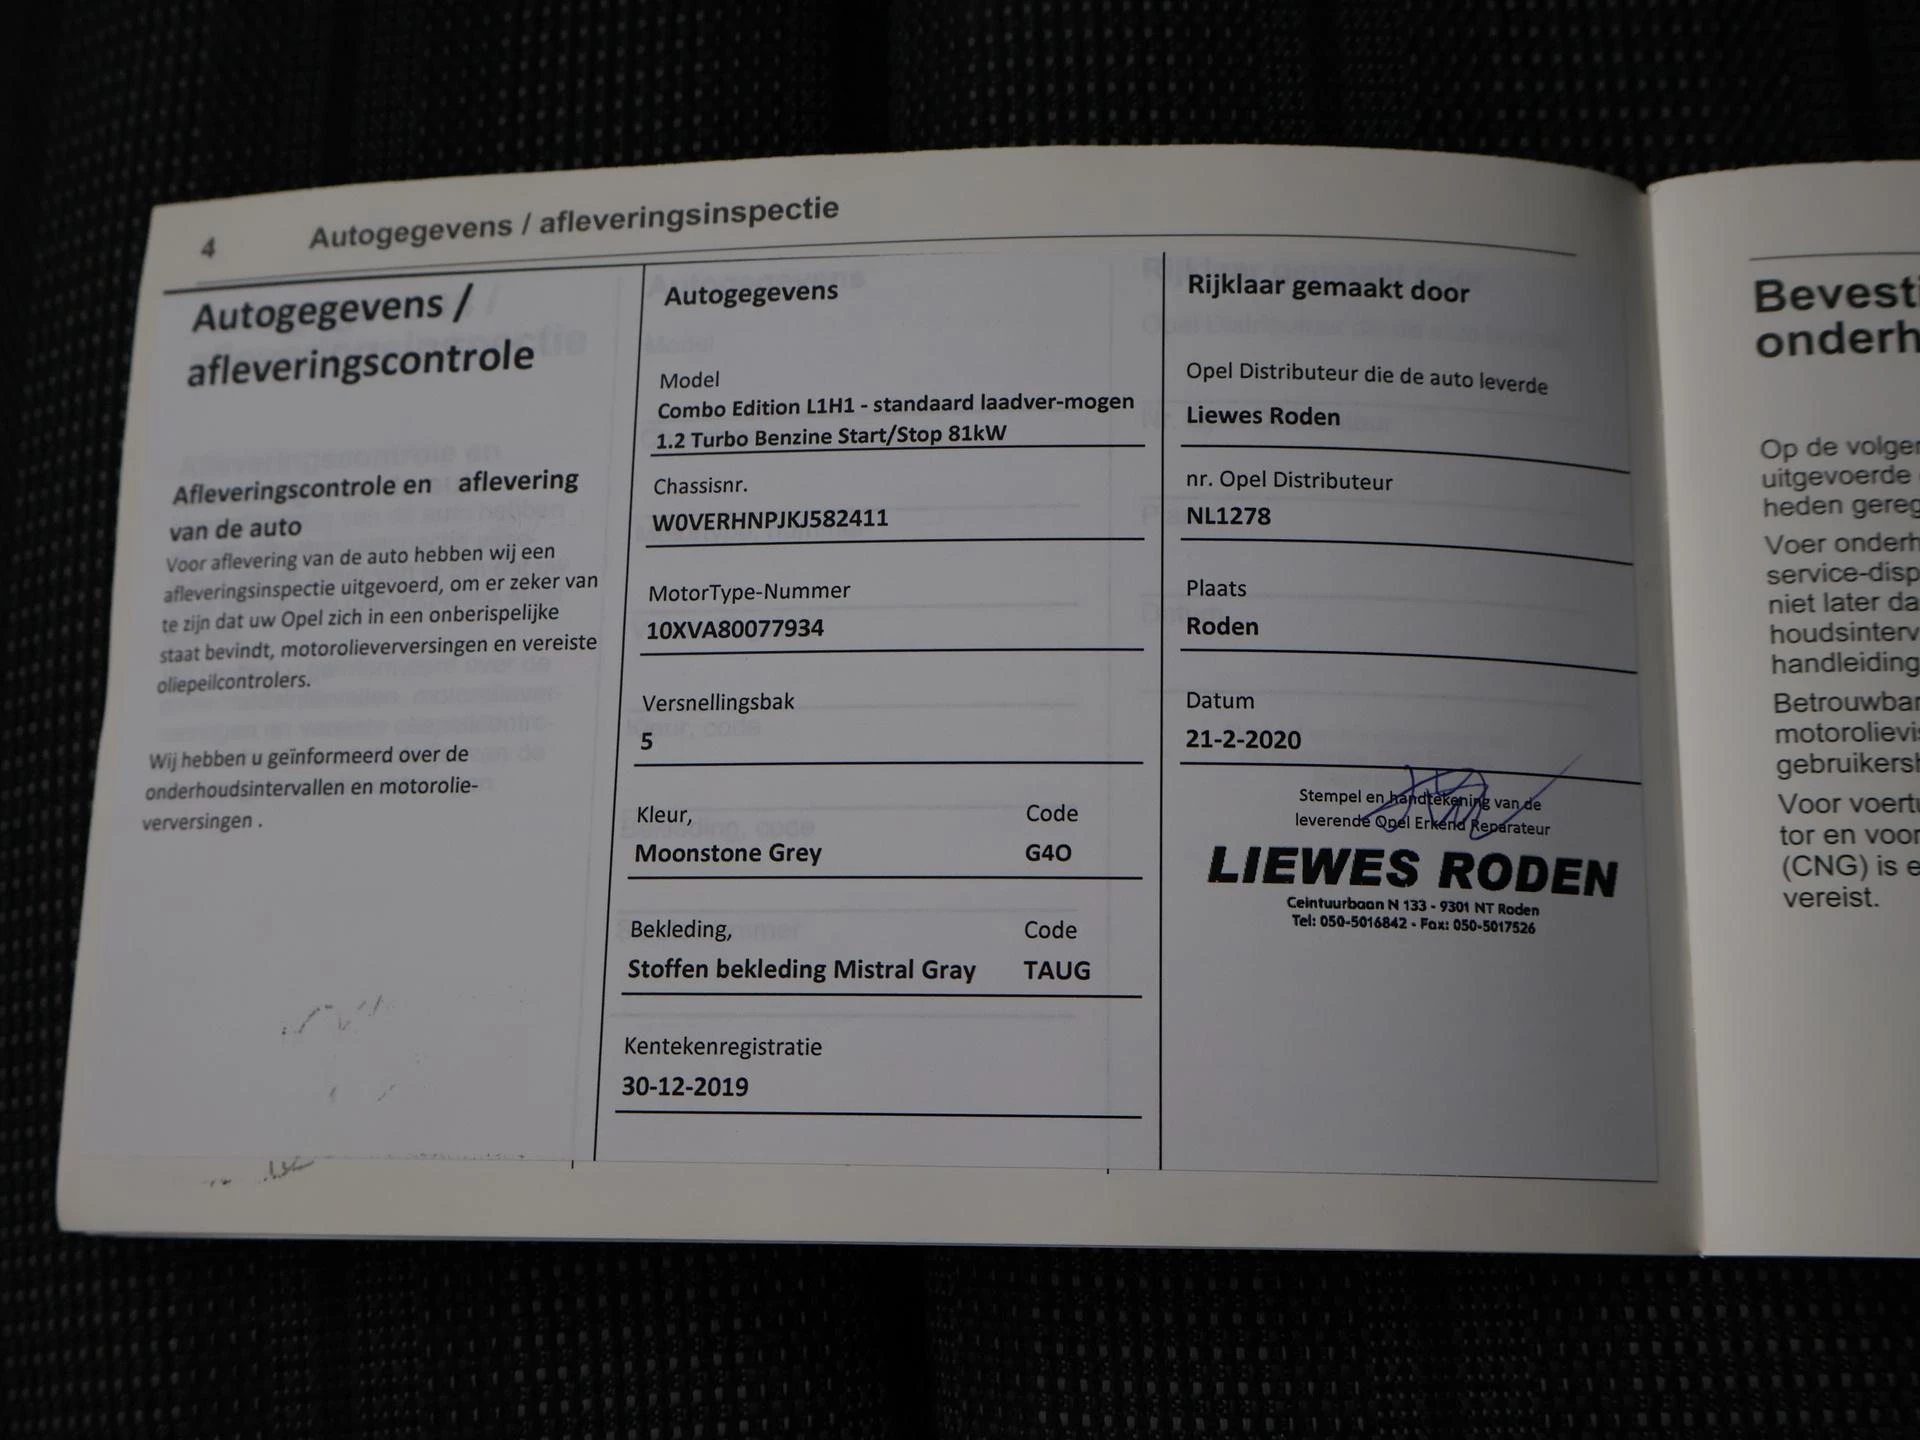 4 Autogegevens / afleveringsinspectie
Autogegevens /
afleveringscontrole
Afleveringscontrole en aflevering
van de auto
Voor aflevering van de auto hebben wij een
afleveringsinspectie uitgevoerd, om er zeker van
te zijn dat uw Opel zich in een onberispelijke
staat bevindt, motorolieverversingen en vereiste
oliepeilcontrolers.
Wij hebben u geïnformeerd over de
onderhoudsintervallen en motorolie-
verversingen .
Autogegevens
Model
Combo Edition L1H1 - standaard laadver-mogen
1.2 Turbo Benzine Start/Stop 81kW
Chassisnr.
W0VERHNPJKJ582411
MotorType-Nummer
10XVA80077934
Versnellingsbak
5
Kleur, Code
Moonstone Grey G4O
Bekleding, Code
Stoffen bekleding Mistral Gray TAUG
Kentekenregistratie
30-12-2019
Rijklaar gemaakt door
Opel Distributeur die de auto leverde
Liewes Roden
nr. Opel Distributeur
NL1278
Plaats
Roden
Datum
21-2-2020
Stempel en handtekening van de
leverende Opel Erkend Reparateur
LIEWES RODEN
Ceintuurbaan N 133 - 9301 NT Roden
Tel: 050-5016842 - Fax: 050-5017526
Bevesti
onderh
Op de volgen
uitgevoerde
heden gereg
Voer onderh
service-disp
niet later da
houdsinterv
handleiding
Betrouwbar
motorolievis
gebruikersh
Voor voertu
tor en voor
(CNG) is e
vereist.